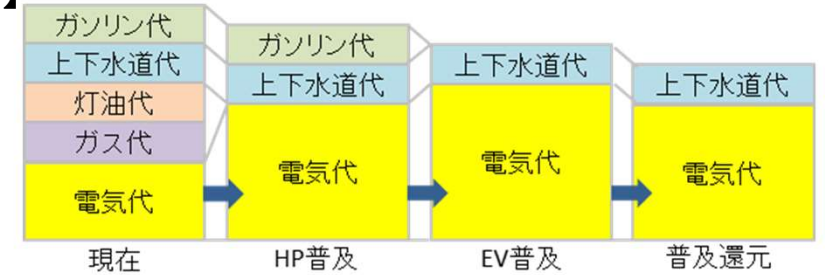 】
ガソリン代
上下水道代
灯油代
ガス代
電気代
現在
ガソリン代
上下水道代
電気代
HP普及
上下水道代
電気代
EV普及
上下水道代
電気代
普及還元